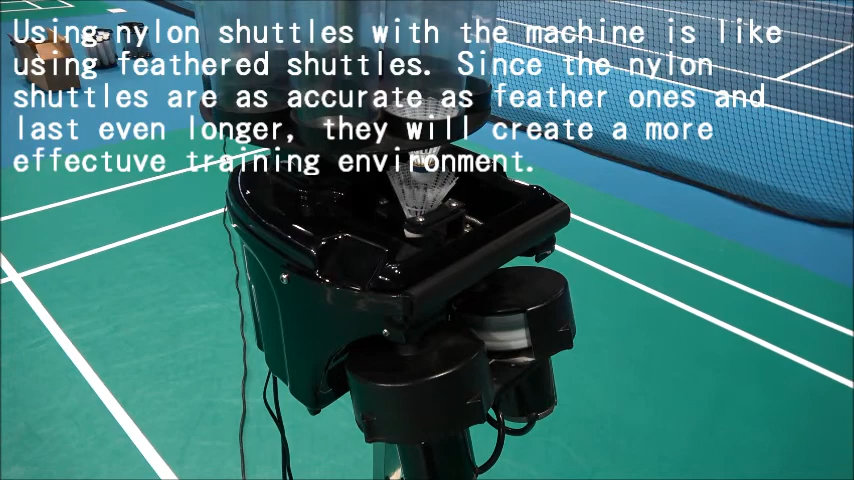 Using nylon shuttles with the machine is like
using feathered shuttles. Since the nylon
shuttles are as accurate as feather ones and
last even longer, they will create a more
effectuve training environment.